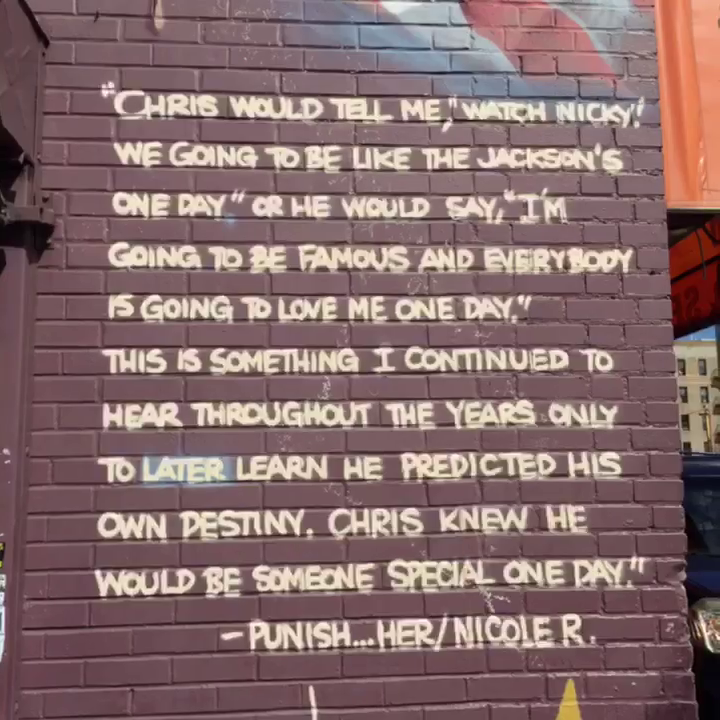 "CHRIS WOULD TELL ME,"WATCH NICKY'!
WE GOING TO BE LIKE THE JACKSON'S
ONE DAY" OR HE WOULD SAY,"I'M
GOING TO BE FAMOUS AND EVERYBODY
IS GOING TO LOVE ME ONE DAY."
THIS IS SOMETHING I CONTINUED TO
HEAR THROUGHOUT THE YEARS ONLY
TO LATER LEARN HE PREDICTED HIS
OWN DESTINY. CHRIS KNEW HE
WOULD BE SOMEONE SPECIAL ONE DAY."
-PUNISH...HER/NICOLE R.